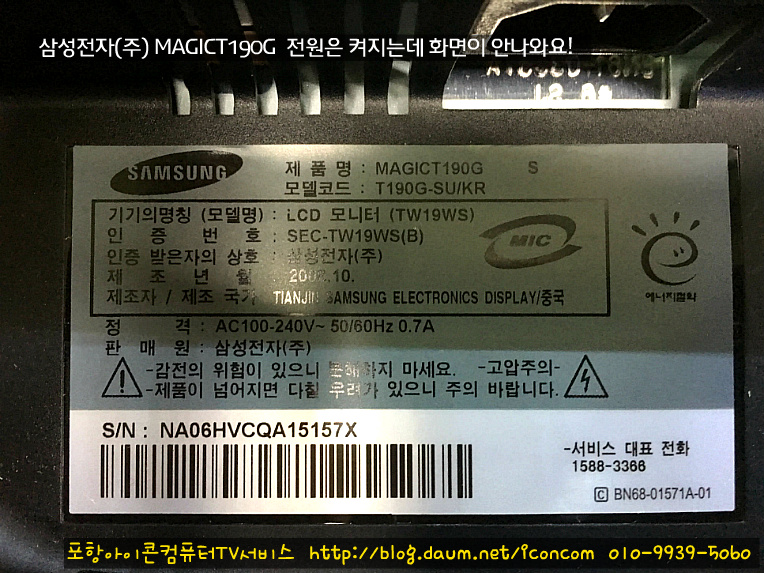 삼성전자(주) MAGICT190G 전원은 켜지는데 화면이 안나와요!
SAMSUNG
제 품 명 : MAGICT190G S
모델코드 : T190G-SU/KR
기기의명칭 (모델명) : LCD 모니터 (TW19WS)
인 증 번 호 : SEC-TW19WS(B)
인증 받은자의 상호 : 삼성전자(주)
제 조 년 월 10.
제조자 / 제조 국가 TIANJIN SAMSUNG ELECTRONICS DISPLAY/중국
MIC
에너지절약
정 격 : AC100-240V~ 50/60Hz 0.7A
판 매 원 : 삼성전자(주)
-감전의 위험이 있으니 분해하지 마세요. -고압주의-
-제품이 넘어지면 다칠 우려가 있으니 주의 바랍니다.
S/N : NA06HVCQA15157X
-서비스 대표 전화
1588-3366
C BN68-01571A-01
포항아이콘컴퓨터TV서비스 http://blog.daum.net/iconcom 010-9939-5060